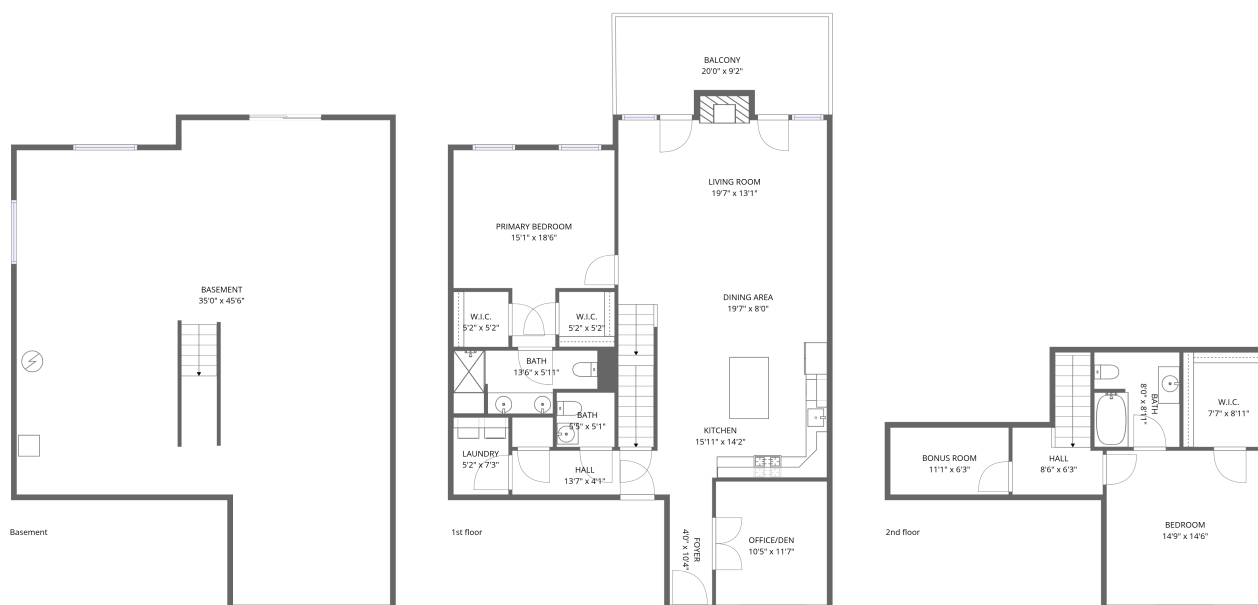 BASEMENT
35'0" x 45'6"
Basement
BALCONY
20'0" x 9'2"
LIVING ROOM
19'7" x 13'1"
PRIMARY BEDROOM
15'1" x 18'6"
DINING AREA
19'7" x 8'0"
W.I.C.
5'2" x 5'2"
W.I.C.
5'2" x 5'2"
BATH
13'6" x 5'11"
BATH
5'5" x 5'1"
KITCHEN
15'11" x 14'2"
LAUNDRY
5'2" x 7'3"
HALL
13'7" x 4'1"
FOYER
4'0" x 10'4"
OFFICE/DEN
10'5" x 11'7"
1st floor
BATH
8'0" x 8'11"
W.I.C.
7'7" x 8'11"
BONUS ROOM
11'1" x 6'3"
HALL
8'6" x 6'3"
BEDROOM
14'9" x 14'6"
2nd floor